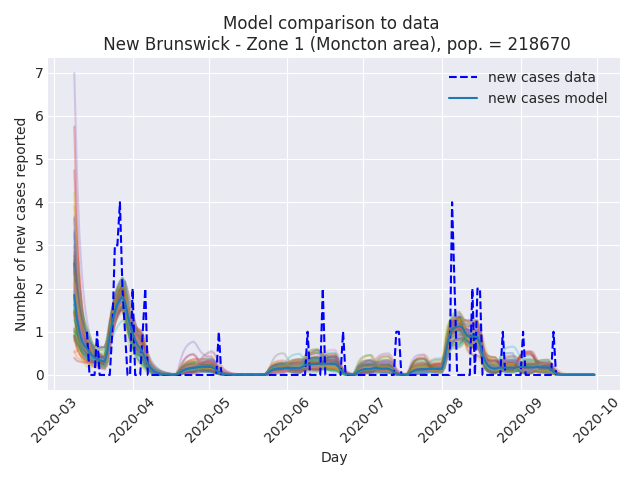 Model comparison to data
New Brunswick - Zone 1 (Moncton area), pop. = 218670
new cases data
new cases model
Number of new cases reported
7
6
5
4
3
2
1
0
2020-03
2020-04
2020-05
2020-06
2020-07
2020-08
2020-09
2020-10
Day